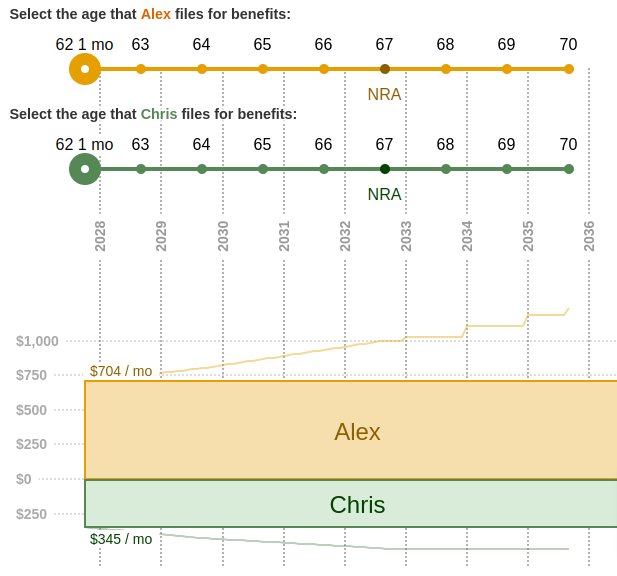 Select the age that Alex files for benefits:
62 1 mo 63 64 65 66 67 68 69 70
NRA
Select the age that Chris files for benefits:
62 1 mo 63 64 65 66 67 68 69 70
NRA
2028 2029 2030 2031 2032 2033 2034 2035 2036
$1,000
$704 / mo
$750
$500
Alex
$250
$0
Chris
$250
$345 / mo